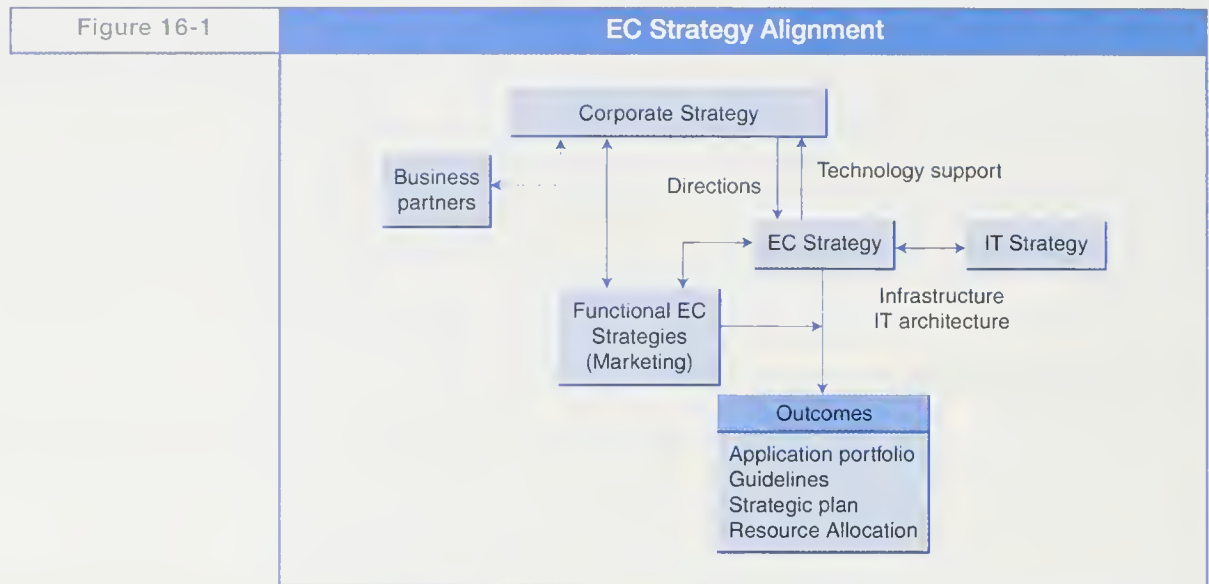 Figure 16-1
EC Strategy Alignment
Corporate Strategy
Business
partners
Directions
Technology support
EC Strategy
IT Strategy
Infrastructure
IT architecture
Functional EC
Strategies
(Marketing)
Outcomes
Application portfolio
Guidelines
Strategic plan
Resource Allocation